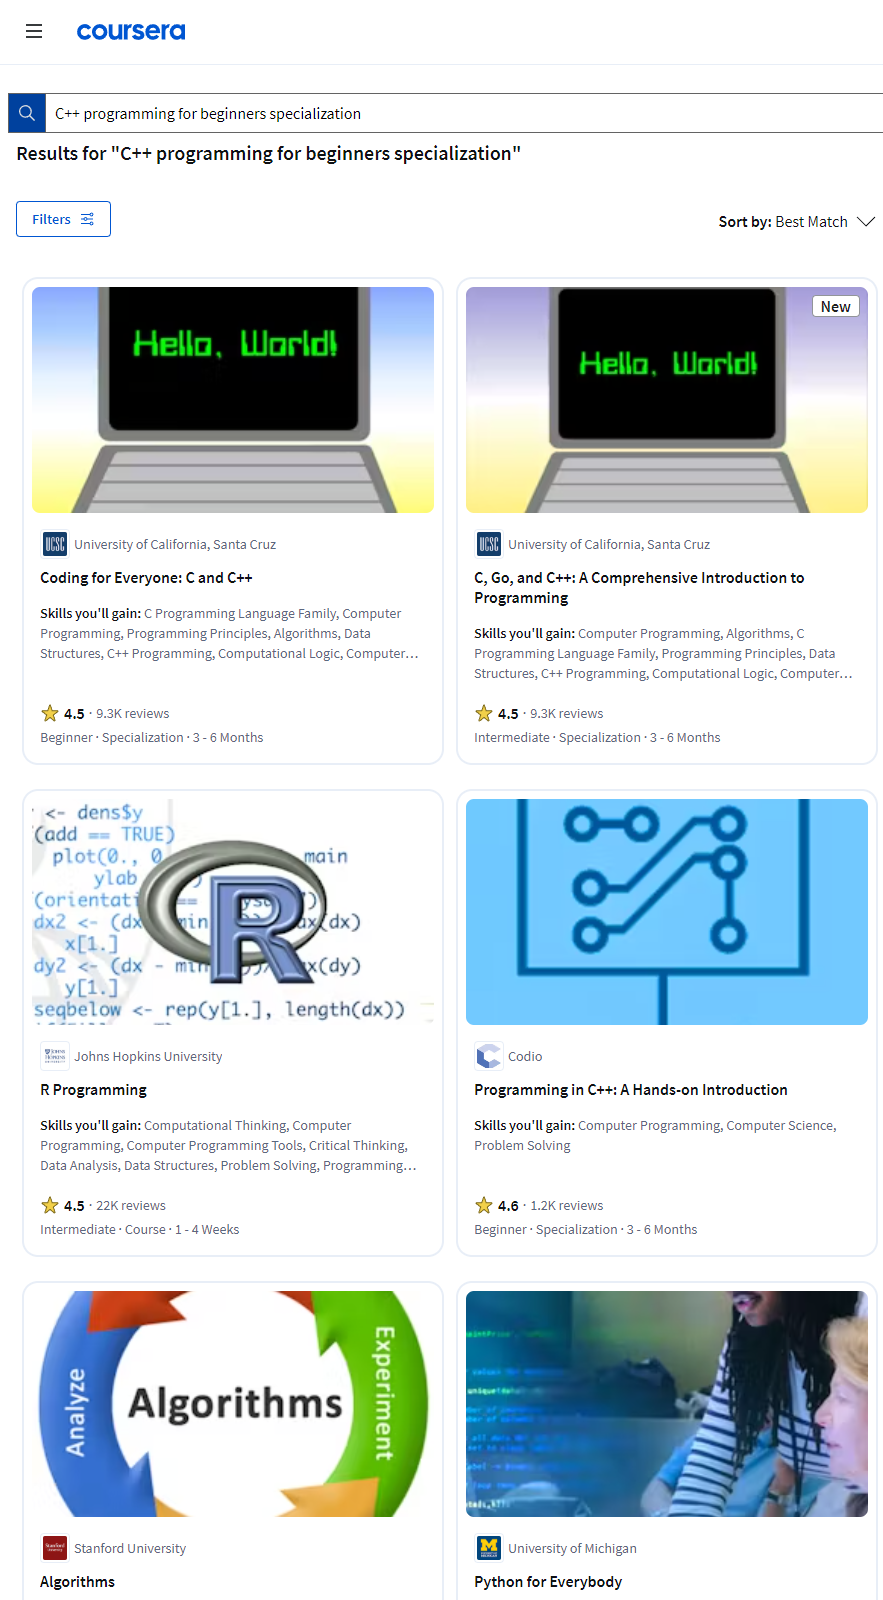 coursera
C++ programming for beginners specialization
Results for "C++ programming for beginners specialization"
Filters
Sort by: Best Match
Hello, World!
New
Hello, World!
UCSC University of California, Santa Cruz
Coding for Everyone: C and C++
Skills you'll gain: C Programming Language Family, Computer
Programming, Programming Principles, Algorithms, Data
Structures, C++ Programming, Computational Logic, Computer…
4.5 · 9.3K reviews
Beginner · Specialization · 3 - 6 Months
UCSC University of California, Santa Cruz
C, Go, and C++: A Comprehensive Introduction to
Programming
Skills you'll gain: Computer Programming, Algorithms, C
Programming Language Family, Programming Principles, Data
Structures, C++ Programming, Computational Logic, Computer…
4.5 · 9.3K reviews
Intermediate · Specialization · 3 - 6 Months
<- dens$y
(add == TRUE)
plot(0., 0 main
ylab
(orientati ==
dx2 <- (dx min (dx)
x[1.]
dy2 <- (dx - min x(dy)
y[1.]
seqbelow <- rep(y[1.], length(dx))
R
Johns Hopkins University
R Programming
Skills you'll gain: Computational Thinking, Computer
Programming, Computer Programming Tools, Critical Thinking,
Data Analysis, Data Structures, Problem Solving, Programming…
4.5 · 22K reviews
Intermediate · Course · 1 - 4 Weeks
Codio
Programming in C++: A Hands-on Introduction
Skills you'll gain: Computer Programming, Computer Science,
Problem Solving
4.6 · 1.2K reviews
Beginner · Specialization · 3 - 6 Months
Analyze
Algorithms
Experiment
Stanford University
Algorithms
M University of Michigan
Python for Everybody